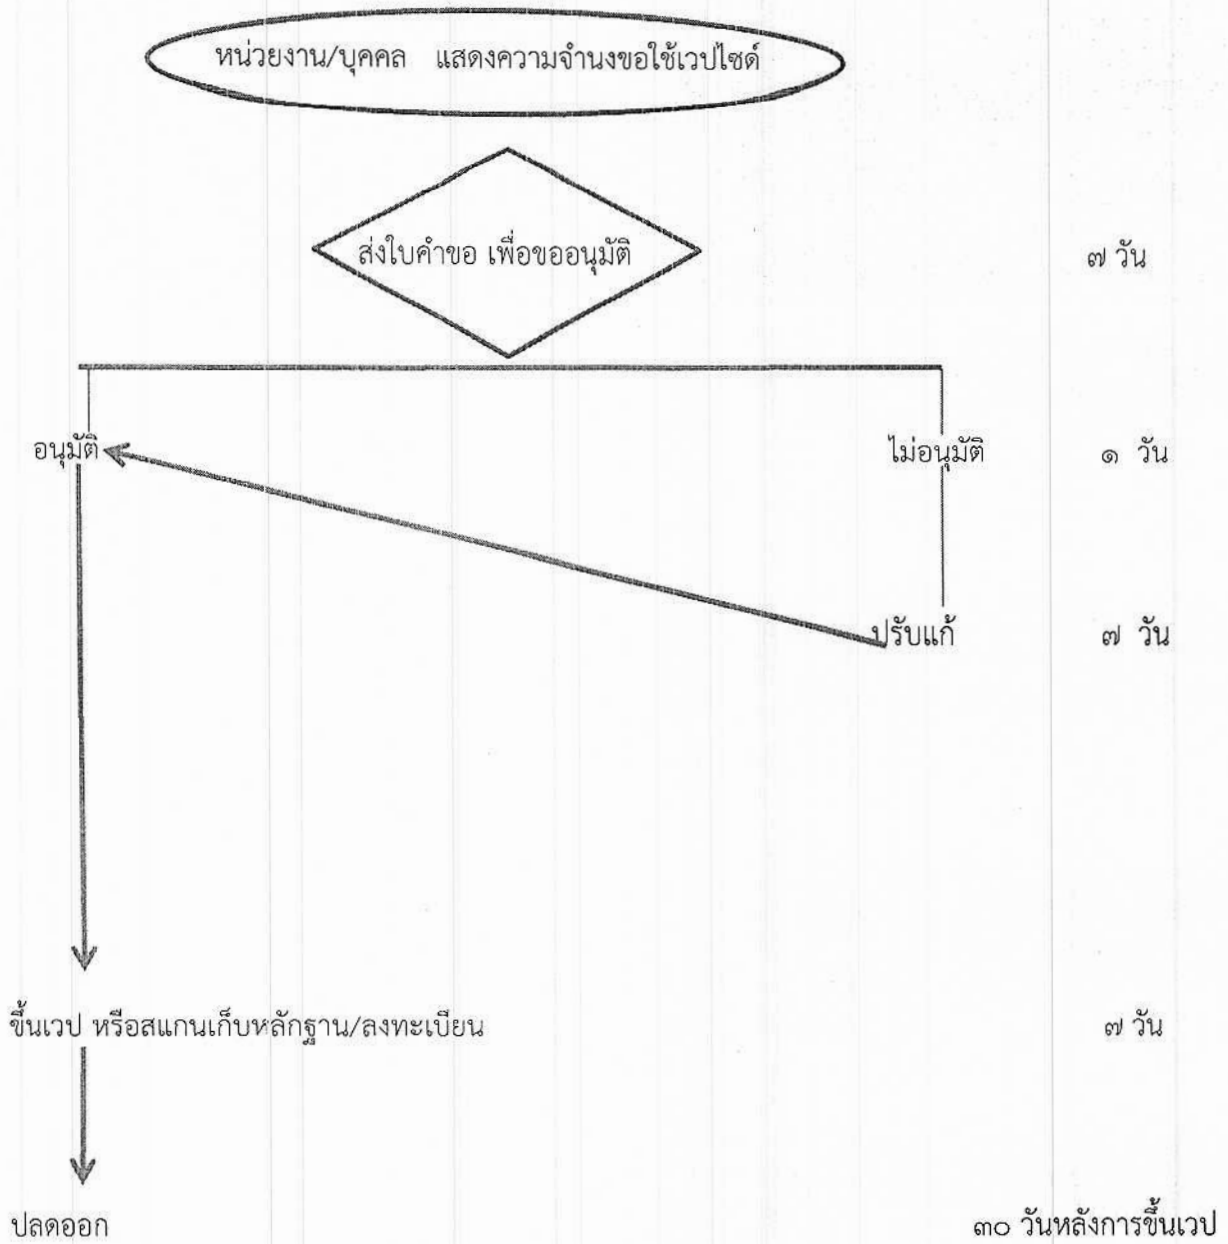 หน่วยงาน/บุคคล แสดงความจำนงขอใช้เวปไซด์
ส่งใบคำขอ เพื่อขออนุมัติ ๗ วัน
อนุมัติ ไม่อนุมัติ ๑ วัน
ปรับแก้ ๗ วัน
ขึ้นเวป หรือสแกนเก็บหลักฐาน/ลงทะเบียน ๗ วัน
ปลดออก ๓๐ วันหลังการขึ้นเวป